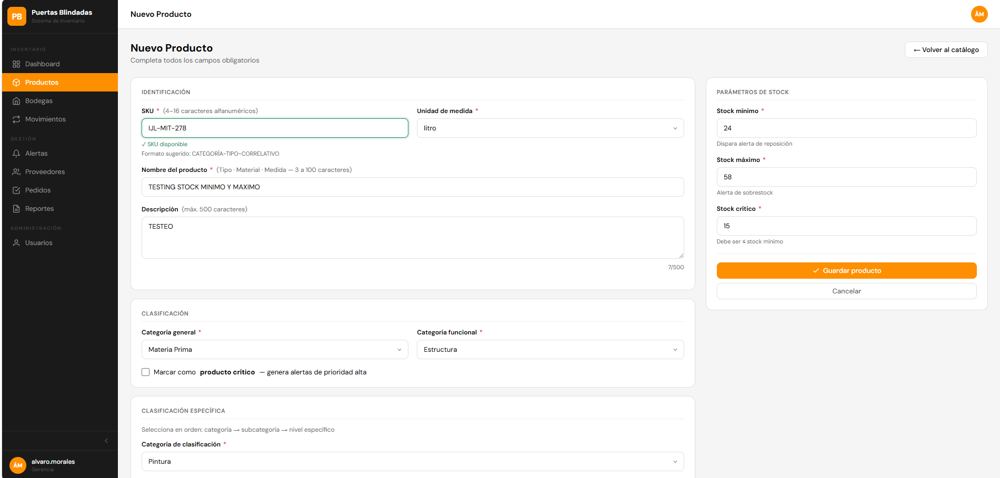 PB
Puertas Blindadas
Sistema de Inventario
INVENTARIO
Dashboard
Productos
Bodegas
Movimientos
GESTIÓN
Alertas
Proveedores
Pedidos
Reportes
ADMINISTRACIÓN
Usuarios
ÁM
alvaro.morales
Gerencia
Nuevo Producto
ÁM
Nuevo Producto
Completa todos los campos obligatorios
← Volver al catálogo
IDENTIFICACIÓN
SKU * (4–16 caracteres alfanuméricos)
IJL-MIT-278
✓ SKU disponible
Formato sugerido: CATEGORÍA-TIPO-CORRELATIVO
Unidad de medida *
litro
Nombre del producto * (Tipo · Material · Medida — 3 a 100 caracteres)
TESTING STOCK MINIMO Y MAXIMO
Descripción (máx. 500 caracteres)
TESTEO
7/500
CLASIFICACIÓN
Categoría general *
Materia Prima
Categoría funcional *
Estructura
Marcar como producto crítico — genera alertas de prioridad alta
CLASIFICACIÓN ESPECÍFICA
Selecciona en orden: categoría → subcategoría → nivel específico
Categoría de clasificación *
Pintura
PARÁMETROS DE STOCK
Stock mínimo *
24
Dispara alerta de reposición
Stock máximo *
58
Alerta de sobrestock
Stock crítico *
15
Debe ser ≤ stock mínimo
✓ Guardar producto
Cancelar